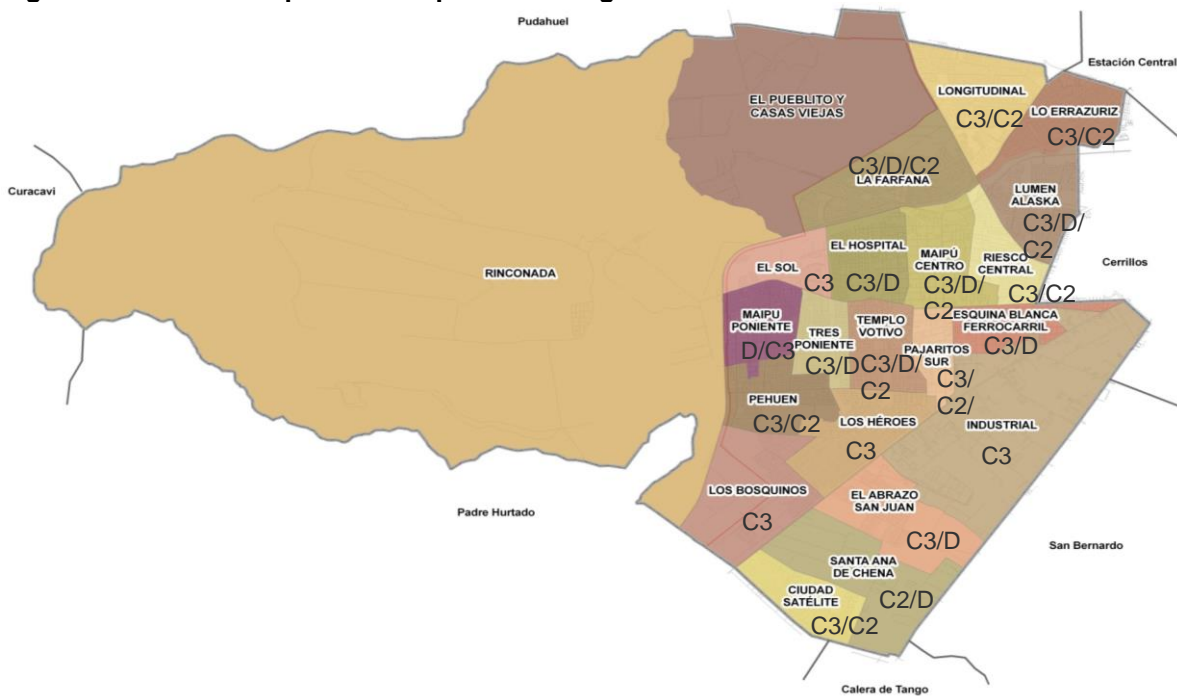 Pudahuel
Estación Central
EL PUEBLITO Y
CASAS VIEJAS
LONGITUDINAL
C3/C2
LO ERRAZURIZ
C3/C2
C3/D/C2
LA FARFANA
LUMEN
ALASKA
C3/D/
C2
Curacavi
RINCONADA
EL SOL
C3
EL HOSPITAL
C3/D
MAIPÚ
CENTRO
C3/D/
C2
RIESCO
CENTRAL
C3/C2
Cerrillos
MAIPU
PONIENTE
D/C3
TRES
PONIENTE
C3/D
TEMPLO
VOTIVO
C3/D/
C2
PAJARITOS
SUR
C3/
C2/
ESQUINA BLANCA
FERROCARRIL
C3/D
PEHUEN
C3/C2
LOS HÉROES
C3
INDUSTRIAL
C3
LOS BOSQUINOS
C3
EL ABRAZO
SAN JUAN
C3/D
Padre Hurtado
San Bernardo
SANTA ANA
DE CHENA
C2/D
CIUDAD
SATÉLITE
C3/C2
Calera de Tango